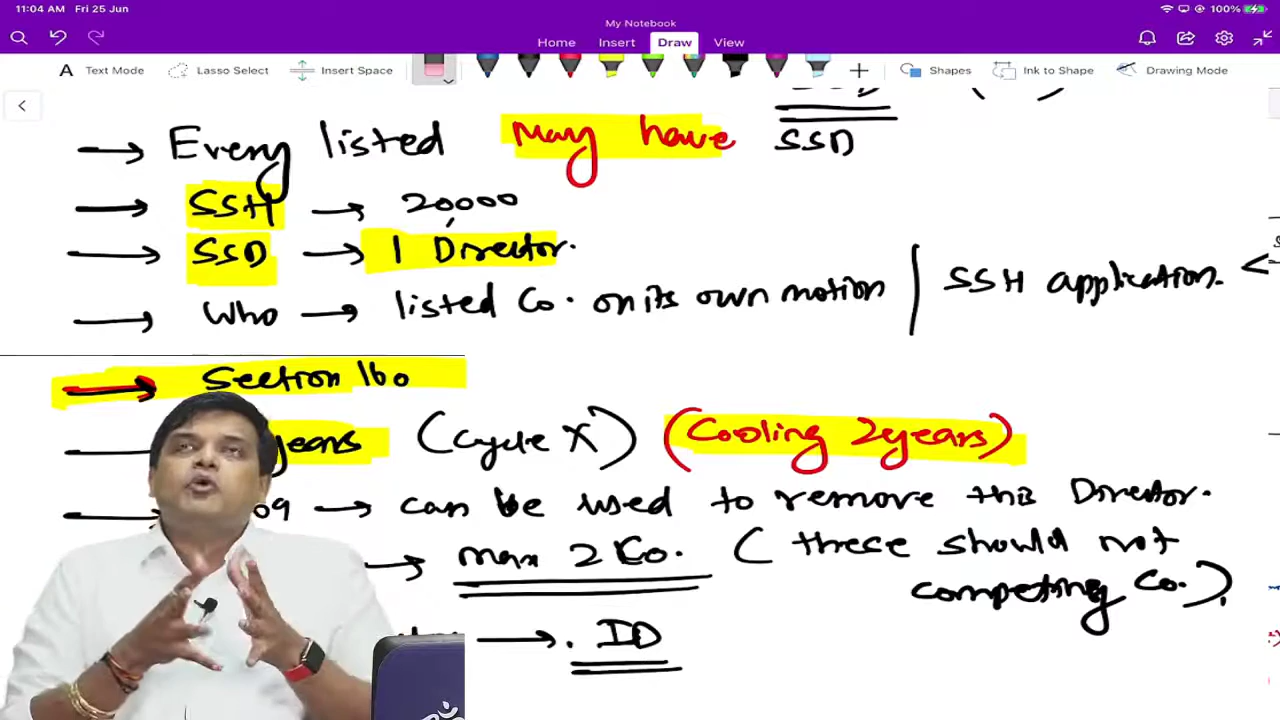 11:04 AM Fri 25 Jun
100%
My Notebook
Home Insert Draw View
Text Mode Lasso Select Insert Space Shapes Ink to Shape Drawing Mode
→ Every listed may have SSD
→ SSH → 20,000
→ SSD → 1 Director.
→ Who → listed Co. on its own motion | SSH application.
→ Section 160
years (cycle X) (Cooling 2years)
09 → can be used to remove this Director.
→ max 2 Co. (these should not
competing Co.).
→ . ID